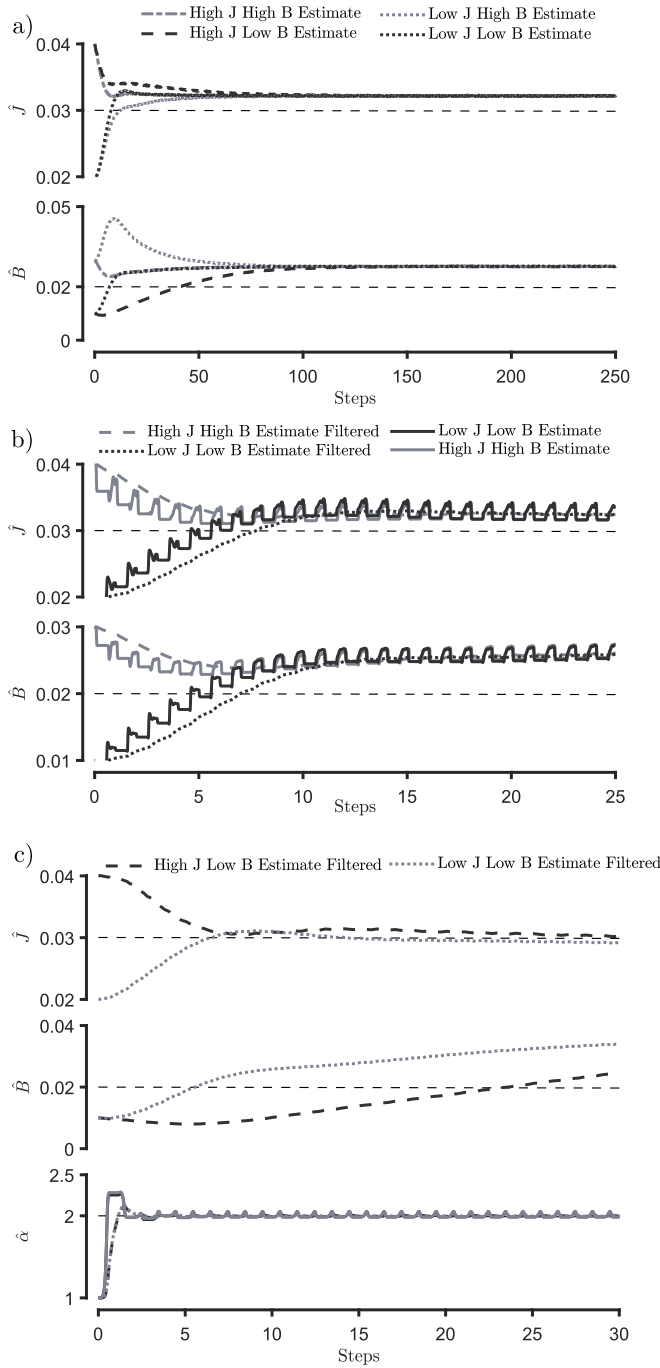 a)
High J High B Estimate Low J High B Estimate
High J Low B Estimate Low J Low B Estimate
0.04
Ĵ 0.03
0.02
0.05
B̂ 0.02
0
0 50 100 150 200 250
Steps
b)
High J High B Estimate Filtered Low J Low B Estimate
Low J Low B Estimate Filtered High J High B Estimate
0.04
Ĵ 0.03
0.02
0.03
B̂ 0.02
0.01
0 5 10 15 20 25
Steps
c)
High J Low B Estimate Filtered Low J Low B Estimate Filtered
0.04
Ĵ 0.03
0.02
0.04
B̂ 0.02
0
2.5
2
α̂
1
0 5 10 15 20 25 30
Steps